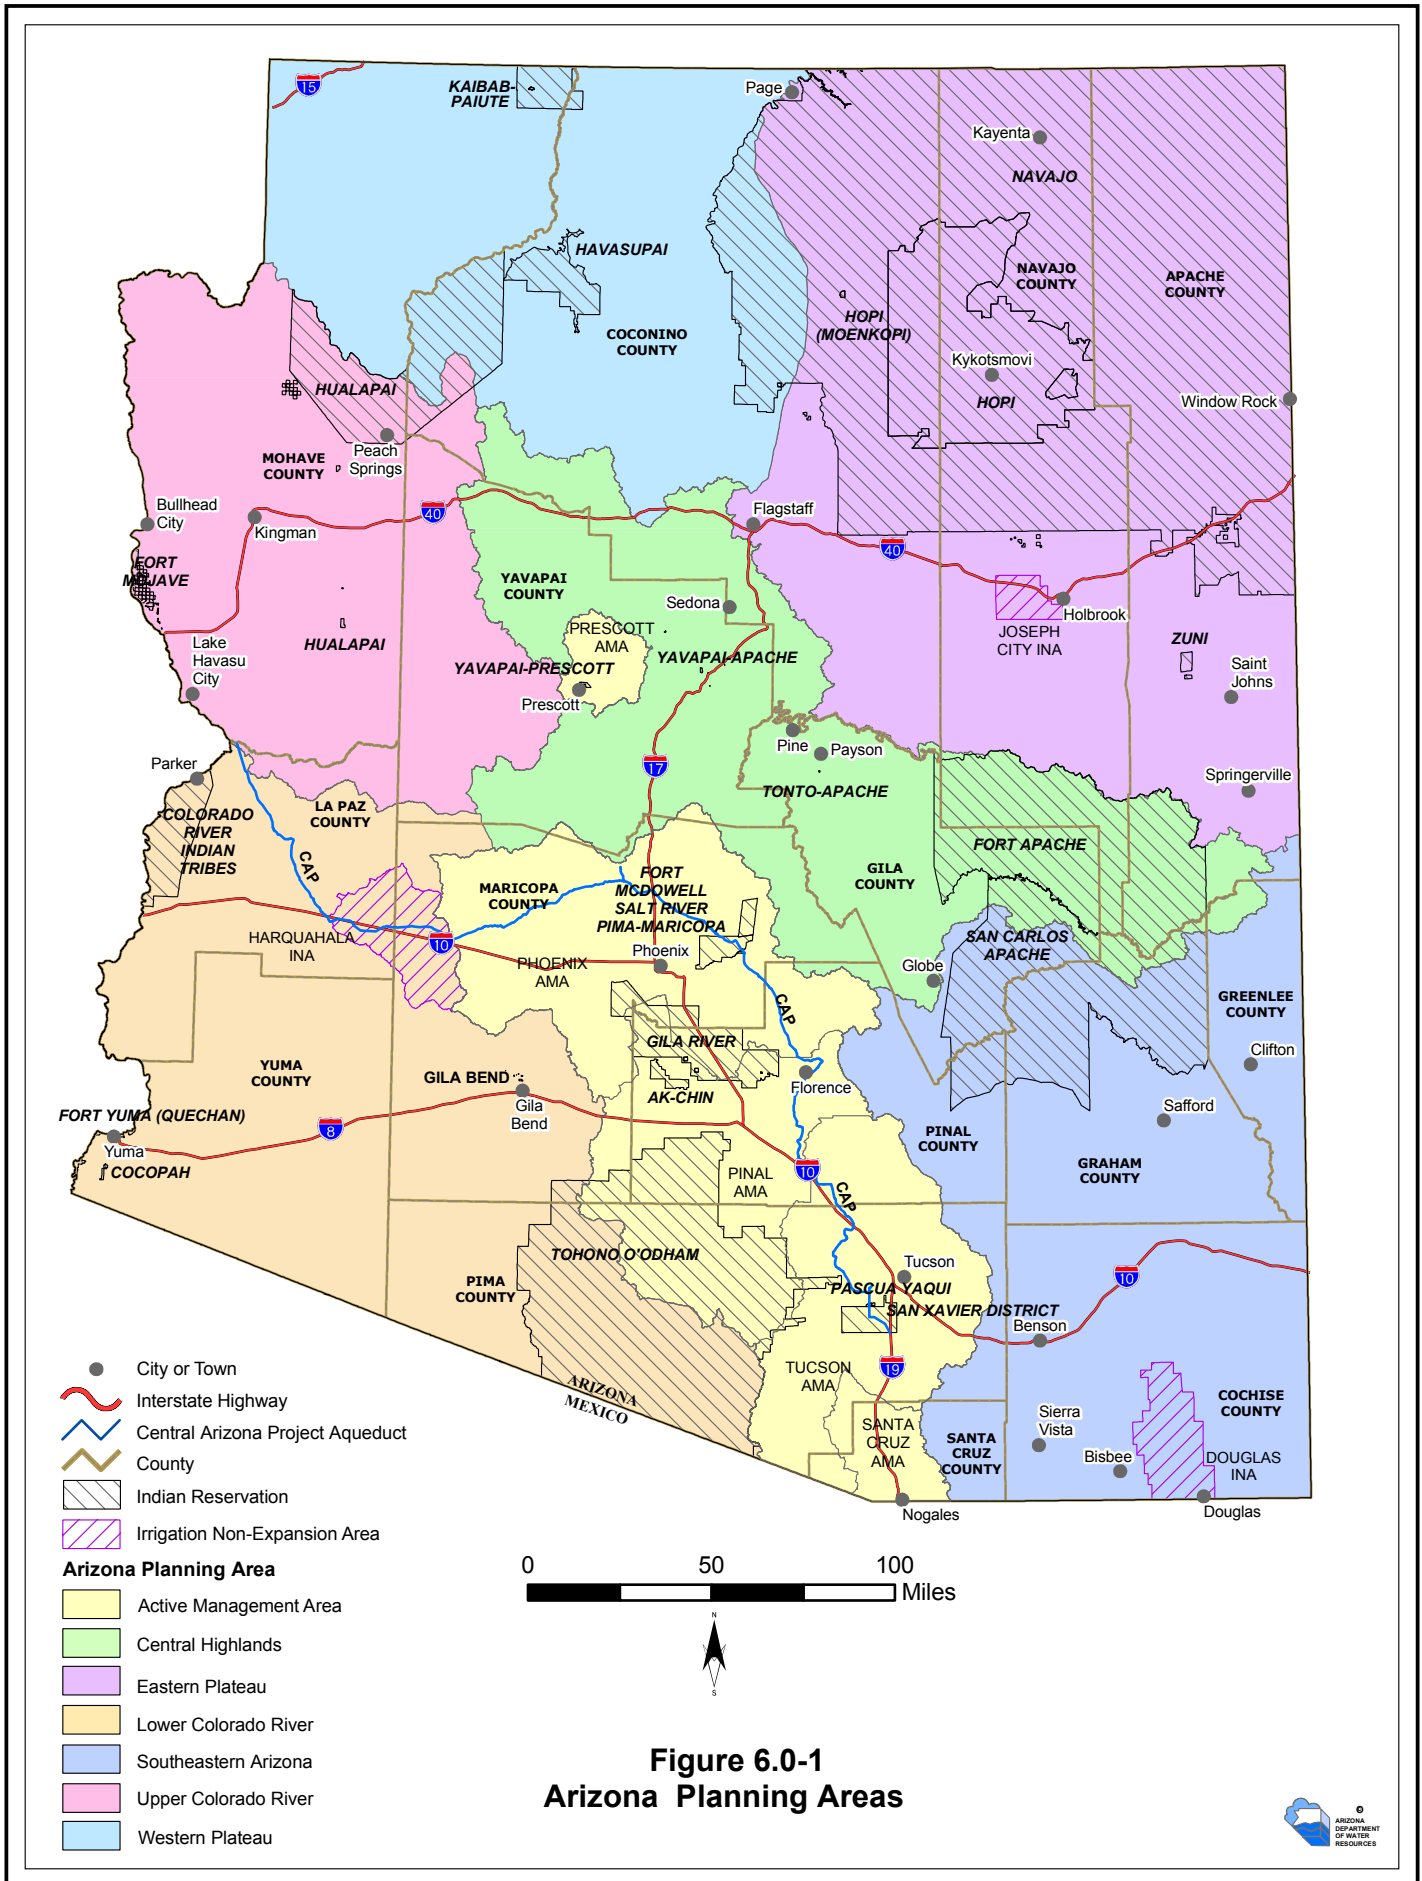 15
KAIBAB-
PAIUTE
Page
Kayenta
NAVAJO
HAVASUPAI
NAVAJO
COUNTY
APACHE
COUNTY
HOPI
(MOENKOPI)
COCONINO
COUNTY
Kykotsmovi
HOPI
Window Rock
HUALAPAI
Peach
Springs
MOHAVE
COUNTY
Bullhead
City
Kingman
40
Flagstaff
40
FORT
MOJAVE
YAVAPAI
COUNTY
Sedona
Holbrook
JOSEPH
CITY INA
PRESCOTT
AMA
HUALAPAI
Lake
Havasu
City
YAVAPAI-PRESCOTT
YAVAPAI-APACHE
ZUNI
Saint
Johns
Prescott
Pine
Payson
17
Parker
TONTO-APACHE
Springerville
LA PAZ
COUNTY
COLORADO
RIVER
INDIAN
TRIBES
CAP
FORT APACHE
GILA
COUNTY
MARICOPA
COUNTY
FORT
MCDOWELL
SALT RIVER
PIMA-MARICOPA
HARQUAHALA
INA
10
SAN CARLOS
APACHE
PHOENIX
AMA
Phoenix
Globe
GREENLEE
COUNTY
CAP
GILA RIVER
Clifton
YUMA
COUNTY
GILA BEND
Gila
Bend
Florence
AK-CHIN
Safford
FORT YUMA (QUECHAN)
8
Yuma
COCOPAH
PINAL
COUNTY
GRAHAM
COUNTY
PINAL
AMA
10
CAP
TOHONO O'ODHAM
Tucson
PIMA
COUNTY
10
PASCUA YAQUI
SAN XAVIER DISTRICT
Benson
TUCSON
AMA
19
ARIZONA
MEXICO
COCHISE
COUNTY
SANTA
CRUZ
AMA
SANTA
CRUZ
COUNTY
Sierra
Vista
Bisbee
DOUGLAS
INA
Nogales
Douglas
City or Town
Interstate Highway
Central Arizona Project Aqueduct
County
Indian Reservation
Irrigation Non-Expansion Area
Arizona Planning Area
Active Management Area
Central Highlands
Eastern Plateau
Lower Colorado River
Southeastern Arizona
Upper Colorado River
Western Plateau
0 50 100
Miles
N
S
Figure 6.0-1
Arizona Planning Areas
©
ARIZONA
DEPARTMENT
OF WATER
RESOURCES